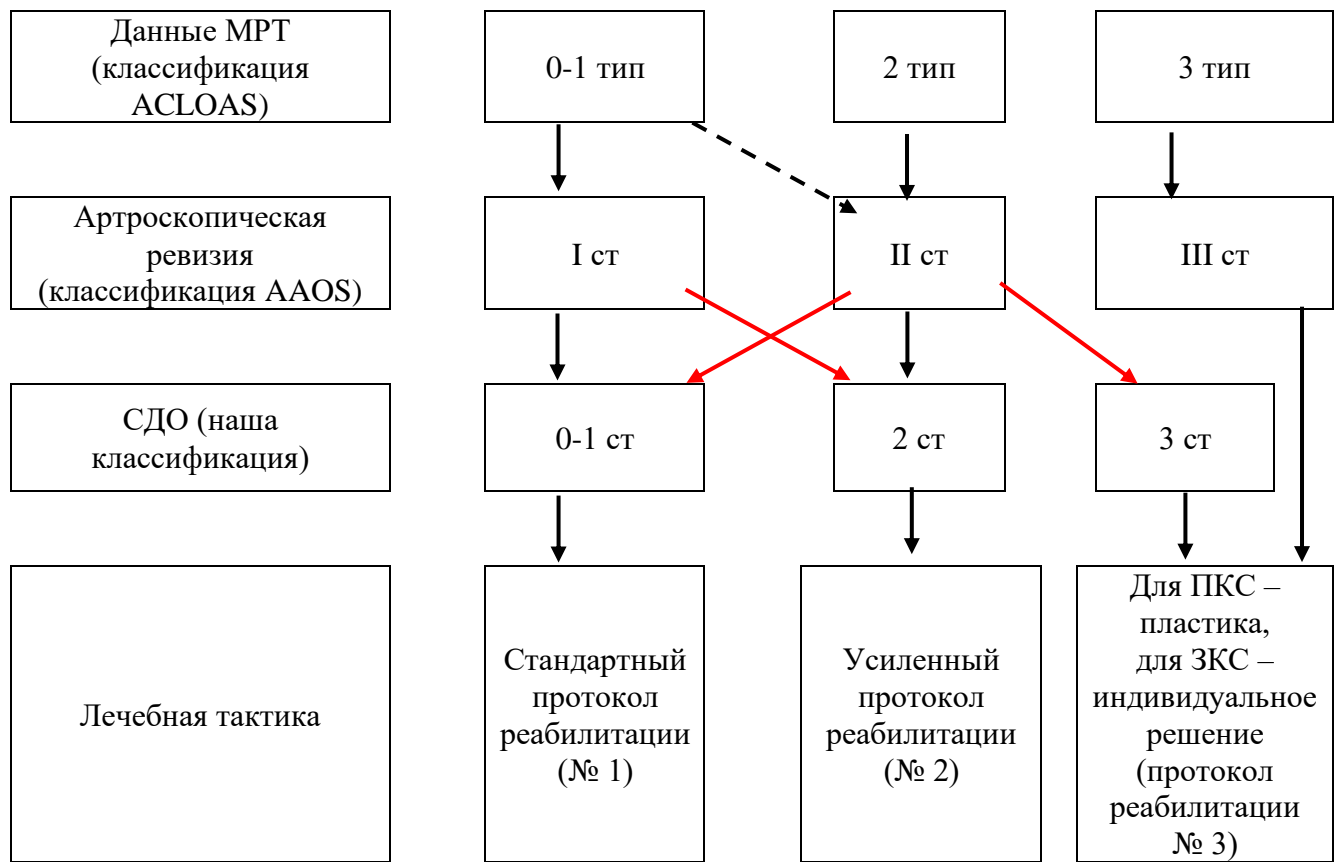 Данные МРТ
(классификация
ACLOAS)
0-1 тип
2 тип
3 тип
Артроскопическая
ревизия
(классификация AAOS)
I ст
II ст
III ст
СДО (наша
классификация)
0-1 ст
2 ст
3 ст
Лечебная тактика
Стандартный
протокол
реабилитации
(№ 1)
Усиленный
протокол
реабилитации
(№ 2)
Для ПКС –
пластика,
для ЗКС –
индивидуальное
решение
(протокол
реабилитации
№ 3)